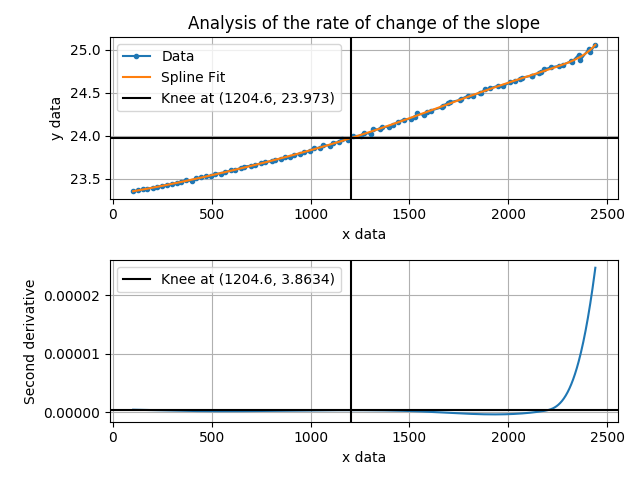 Analysis of the rate of change of the slope
25.0
24.5
24.0
23.5
y data
Data
Spline Fit
Knee at (1204.6, 23.973)
0
500
1000
1500
2000
2500
x data
Knee at (1204.6, 3.8634)
0.00002
0.00001
0.00000
Second derivative
0
500
1000
1500
2000
2500
x data